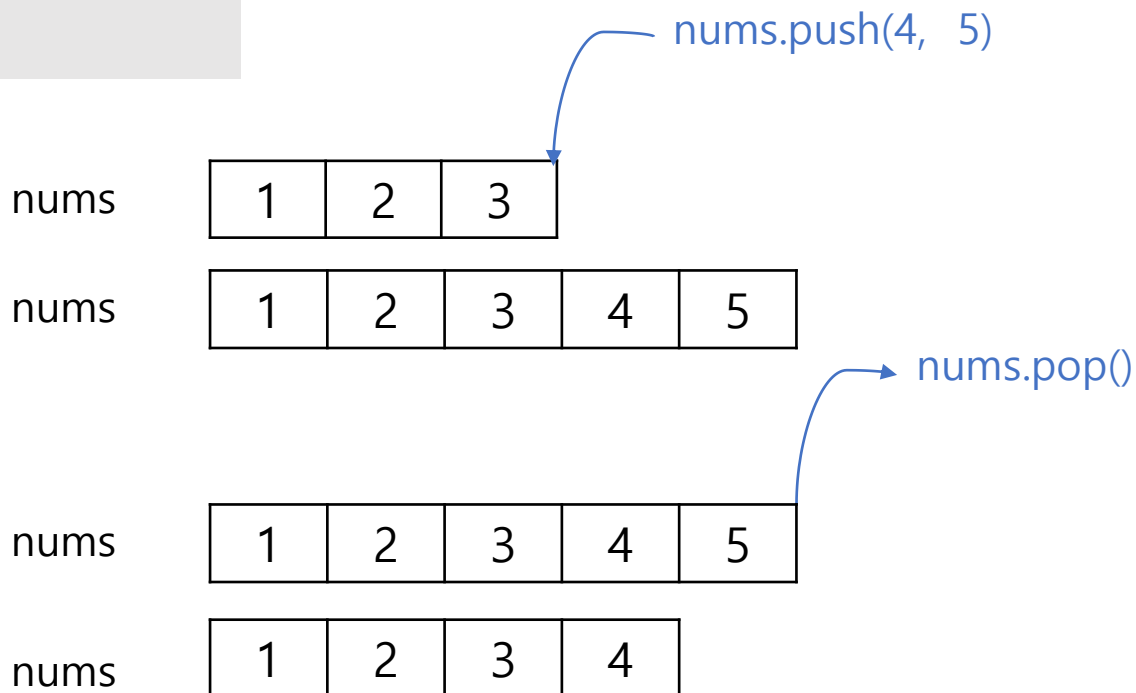 nums.push(4, 5)
nums 1 2 3
nums 1 2 3 4 5
nums.pop()
nums 1 2 3 4 5
nums 1 2 3 4